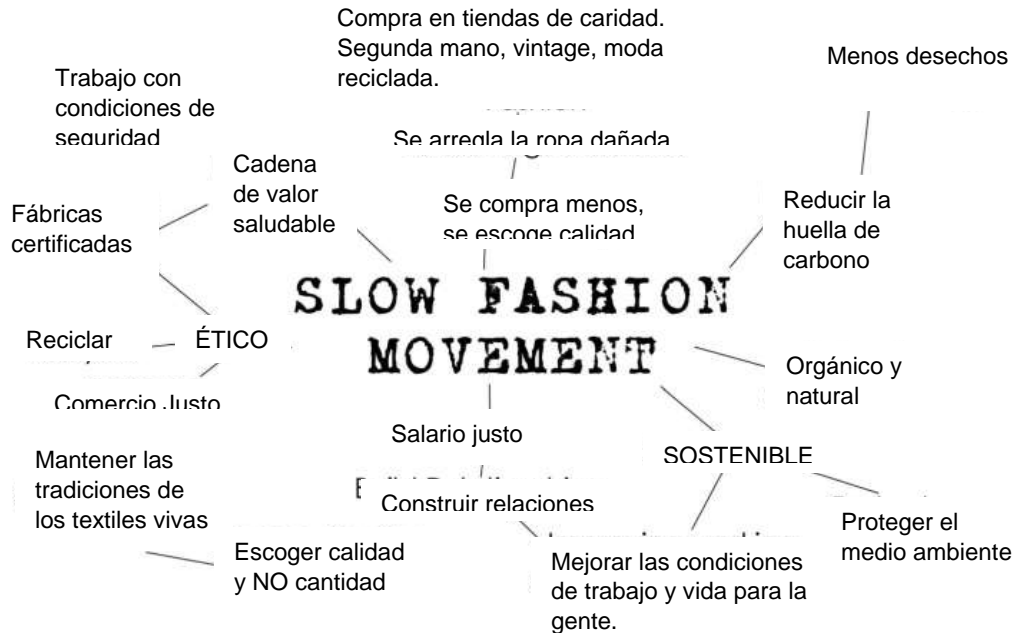 Compra en tiendas de caridad.
Segunda mano, vintage, moda
reciclada.
Menos desechos
Trabajo con
condiciones de
seguridad
Se arregla la ropa dañada
Cadena
de valor
saludable
Se compra menos,
se escoge calidad
Reducir la
huella de
carbono
Fábricas
certificadas
SLOW FASHION
MOVEMENT
Reciclar
ÉTICO
Orgánico y
natural
Comercio Justo
Salario justo
SOSTENIBLE
Mantener las
tradiciones de
los textiles vivas
Construir relaciones
Proteger el
medio ambiente
Escoger calidad
y NO cantidad
Mejorar las condiciones
de trabajo y vida para la
gente.